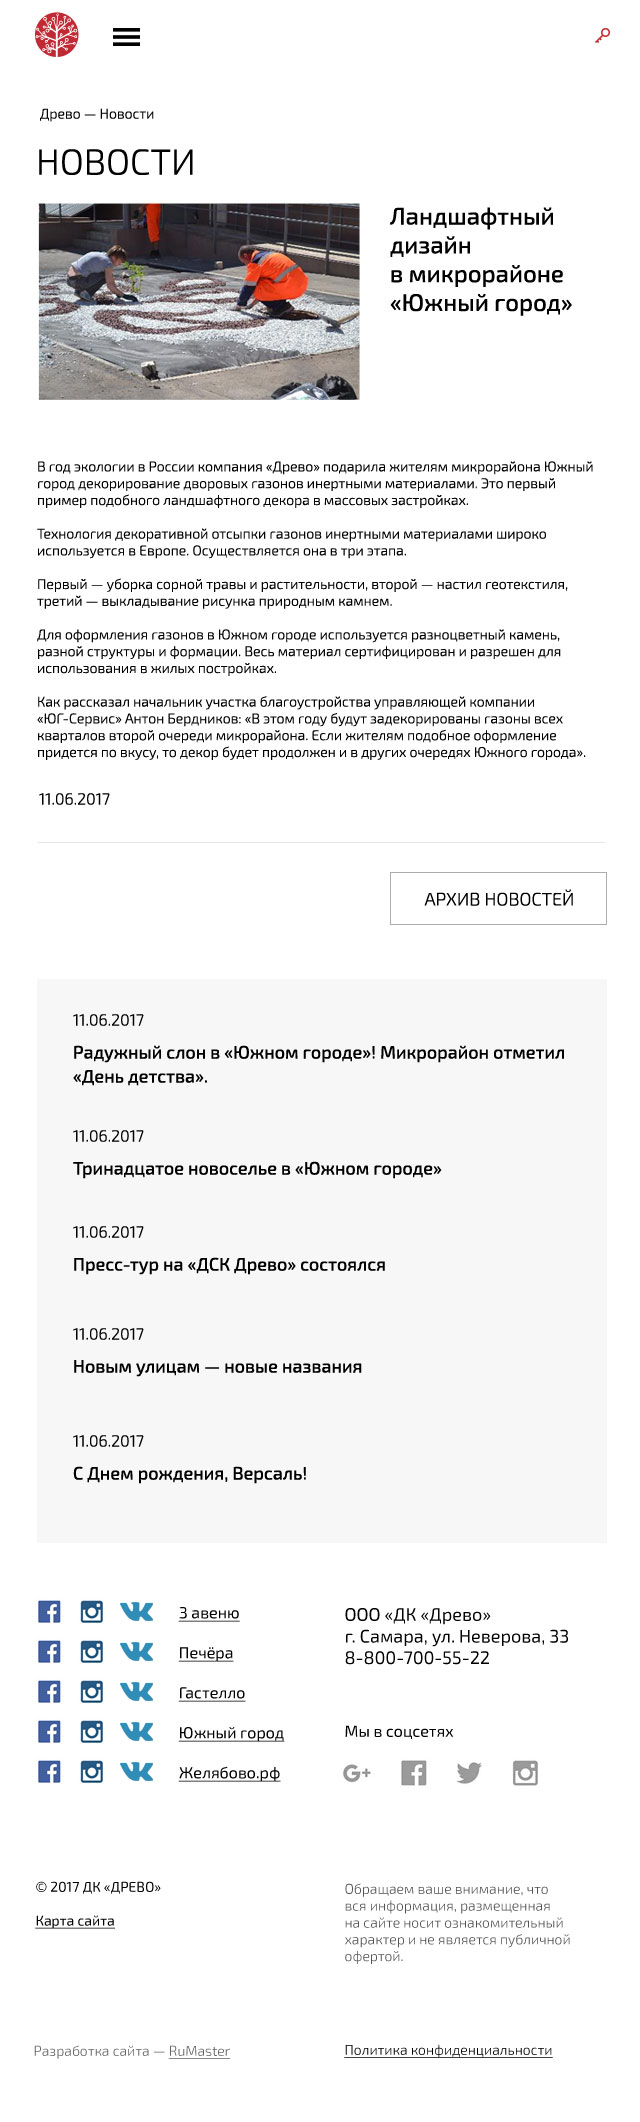 Древо — Новости
НОВОСТИ
Ландшафтный
дизайн
в микрорайоне
«Южный город»
В год экологии в России компания «Древо» подарила жителям микрорайона Южный
город декорирование дворовых газонов инертными материалами. Это первый
пример подобного ландшафтного декора в массовых застройках.
Технология декоративной отсыпки газонов инертными материалами широко
используется в Европе. Осуществляется она в три этапа.
Первый — уборка сорной травы и растительности, второй — настил геотекстиля,
третий — выкладывание рисунка природным камнем.
Для оформления газонов в Южном городе используется разноцветный камень,
разной структуры и формации. Весь материал сертифицирован и разрешен для
использования в жилых постройках.
Как рассказал начальник участка благоустройства управляющей компании
«ЮГ-Сервис» Антон Бердников: «В этом году будут задекорированы газоны всех
кварталов второй очереди микрорайона. Если жителям подобное оформление
придется по вкусу, то декор будет продолжен и в других очередях Южного города».
11.06.2017
АРХИВ НОВОСТЕЙ
11.06.2017
Радужный слон в «Южном городе»! Микрорайон отметил
«День детства».
11.06.2017
Тринадцатое новоселье в «Южном городе»
11.06.2017
Пресс-тур на «ДСК Древо» состоялся
11.06.2017
Новым улицам — новые названия
11.06.2017
С Днем рождения, Версаль!
3 авеню
Печёра
Гастелло
Южный город
Желябово.рф
ООО «ДК «Древо»
г. Самара, ул. Неверова, 33
8-800-700-55-22
Мы в соцсетях
© 2017 ДК «ДРЕВО»
Карта сайта
Обращаем ваше внимание, что
вся информация, размещенная
на сайте носит ознакомительный
характер и не является публичной
офертой.
Разработка сайта — RuMaster
Политика конфиденциальности